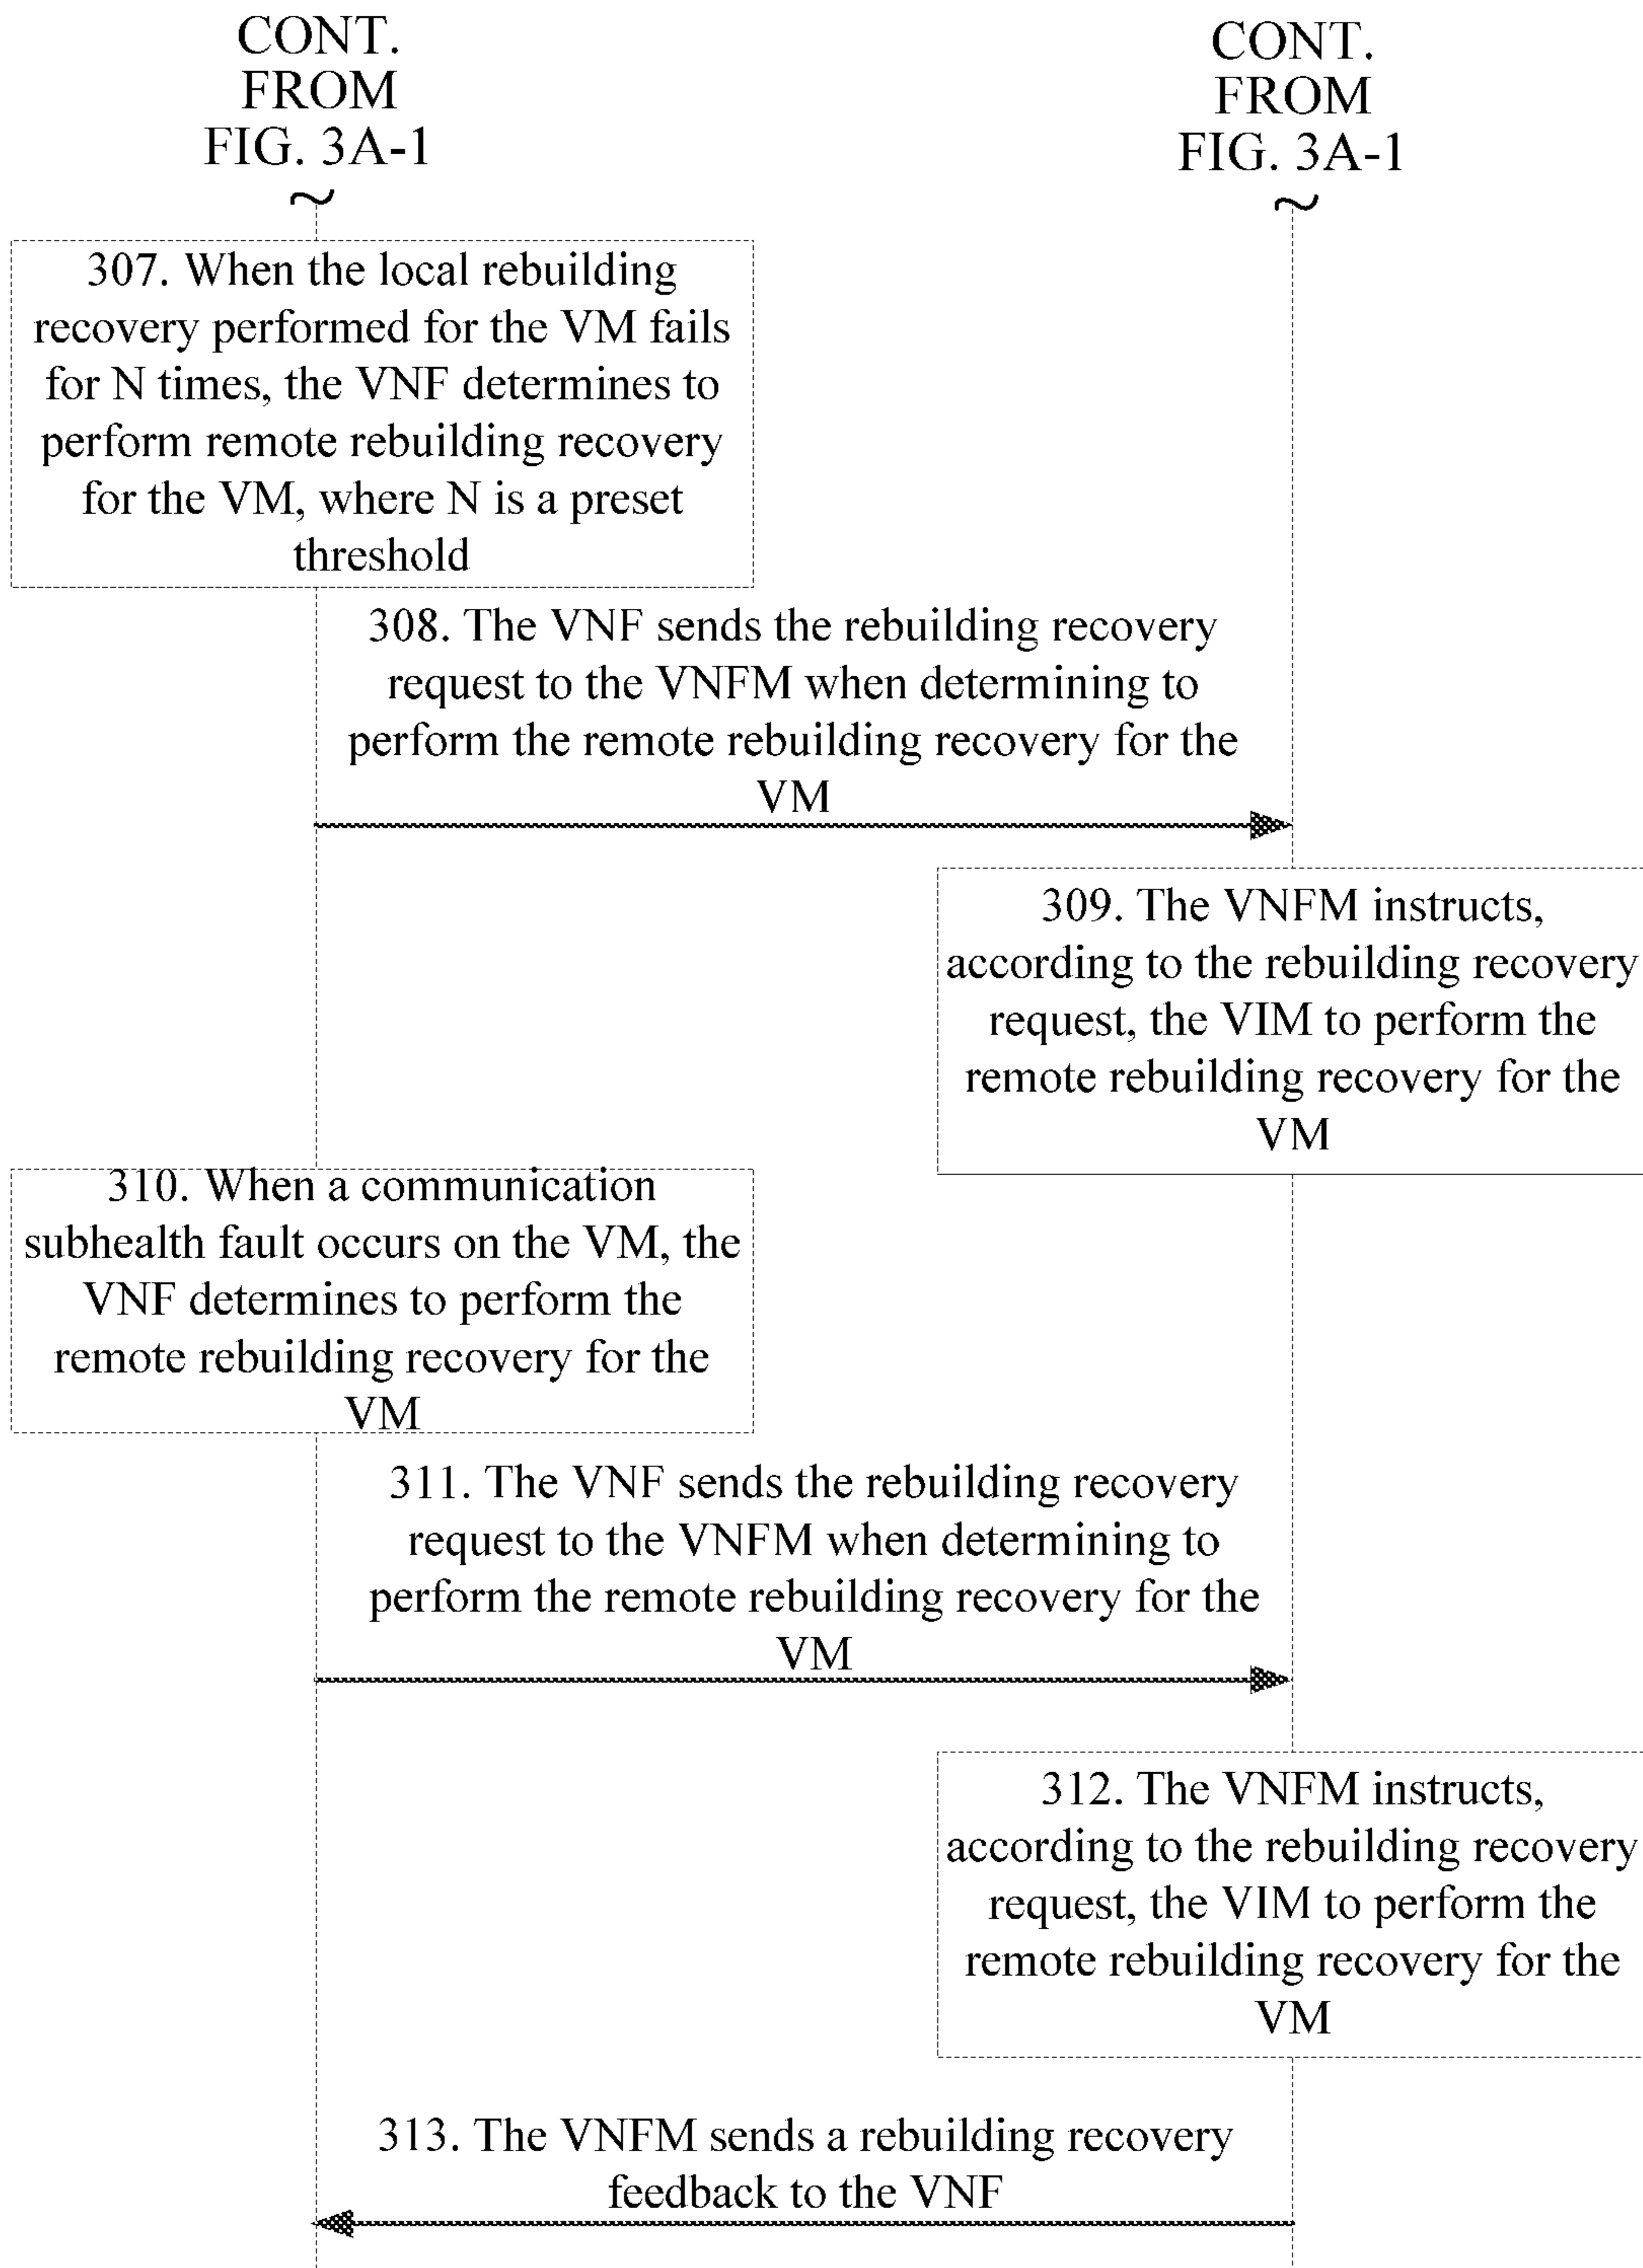 CONT.
FROM
FIG. 3A-1
CONT.
FROM
FIG. 3A-1
307. When the local rebuilding
recovery performed for the VM fails
for N times, the VNF determines to
perform remote rebuilding recovery
for the VM, where N is a preset
threshold
308. The VNF sends the rebuilding recovery
request to the VNFM when determining to
perform the remote rebuilding recovery for the
VM
309. The VNFM instructs,
according to the rebuilding recovery
request, the VIM to perform the
remote rebuilding recovery for the
VM
310. When a communication
subhealth fault occurs on the VM, the
VNF determines to perform the
remote rebuilding recovery for the
VM
311. The VNF sends the rebuilding recovery
request to the VNFM when determining to
perform the remote rebuilding recovery for the
VM
312. The VNFM instructs,
according to the rebuilding recovery
request, the VIM to perform the
remote rebuilding recovery for the
VM
313. The VNFM sends a rebuilding recovery
feedback to the VNF